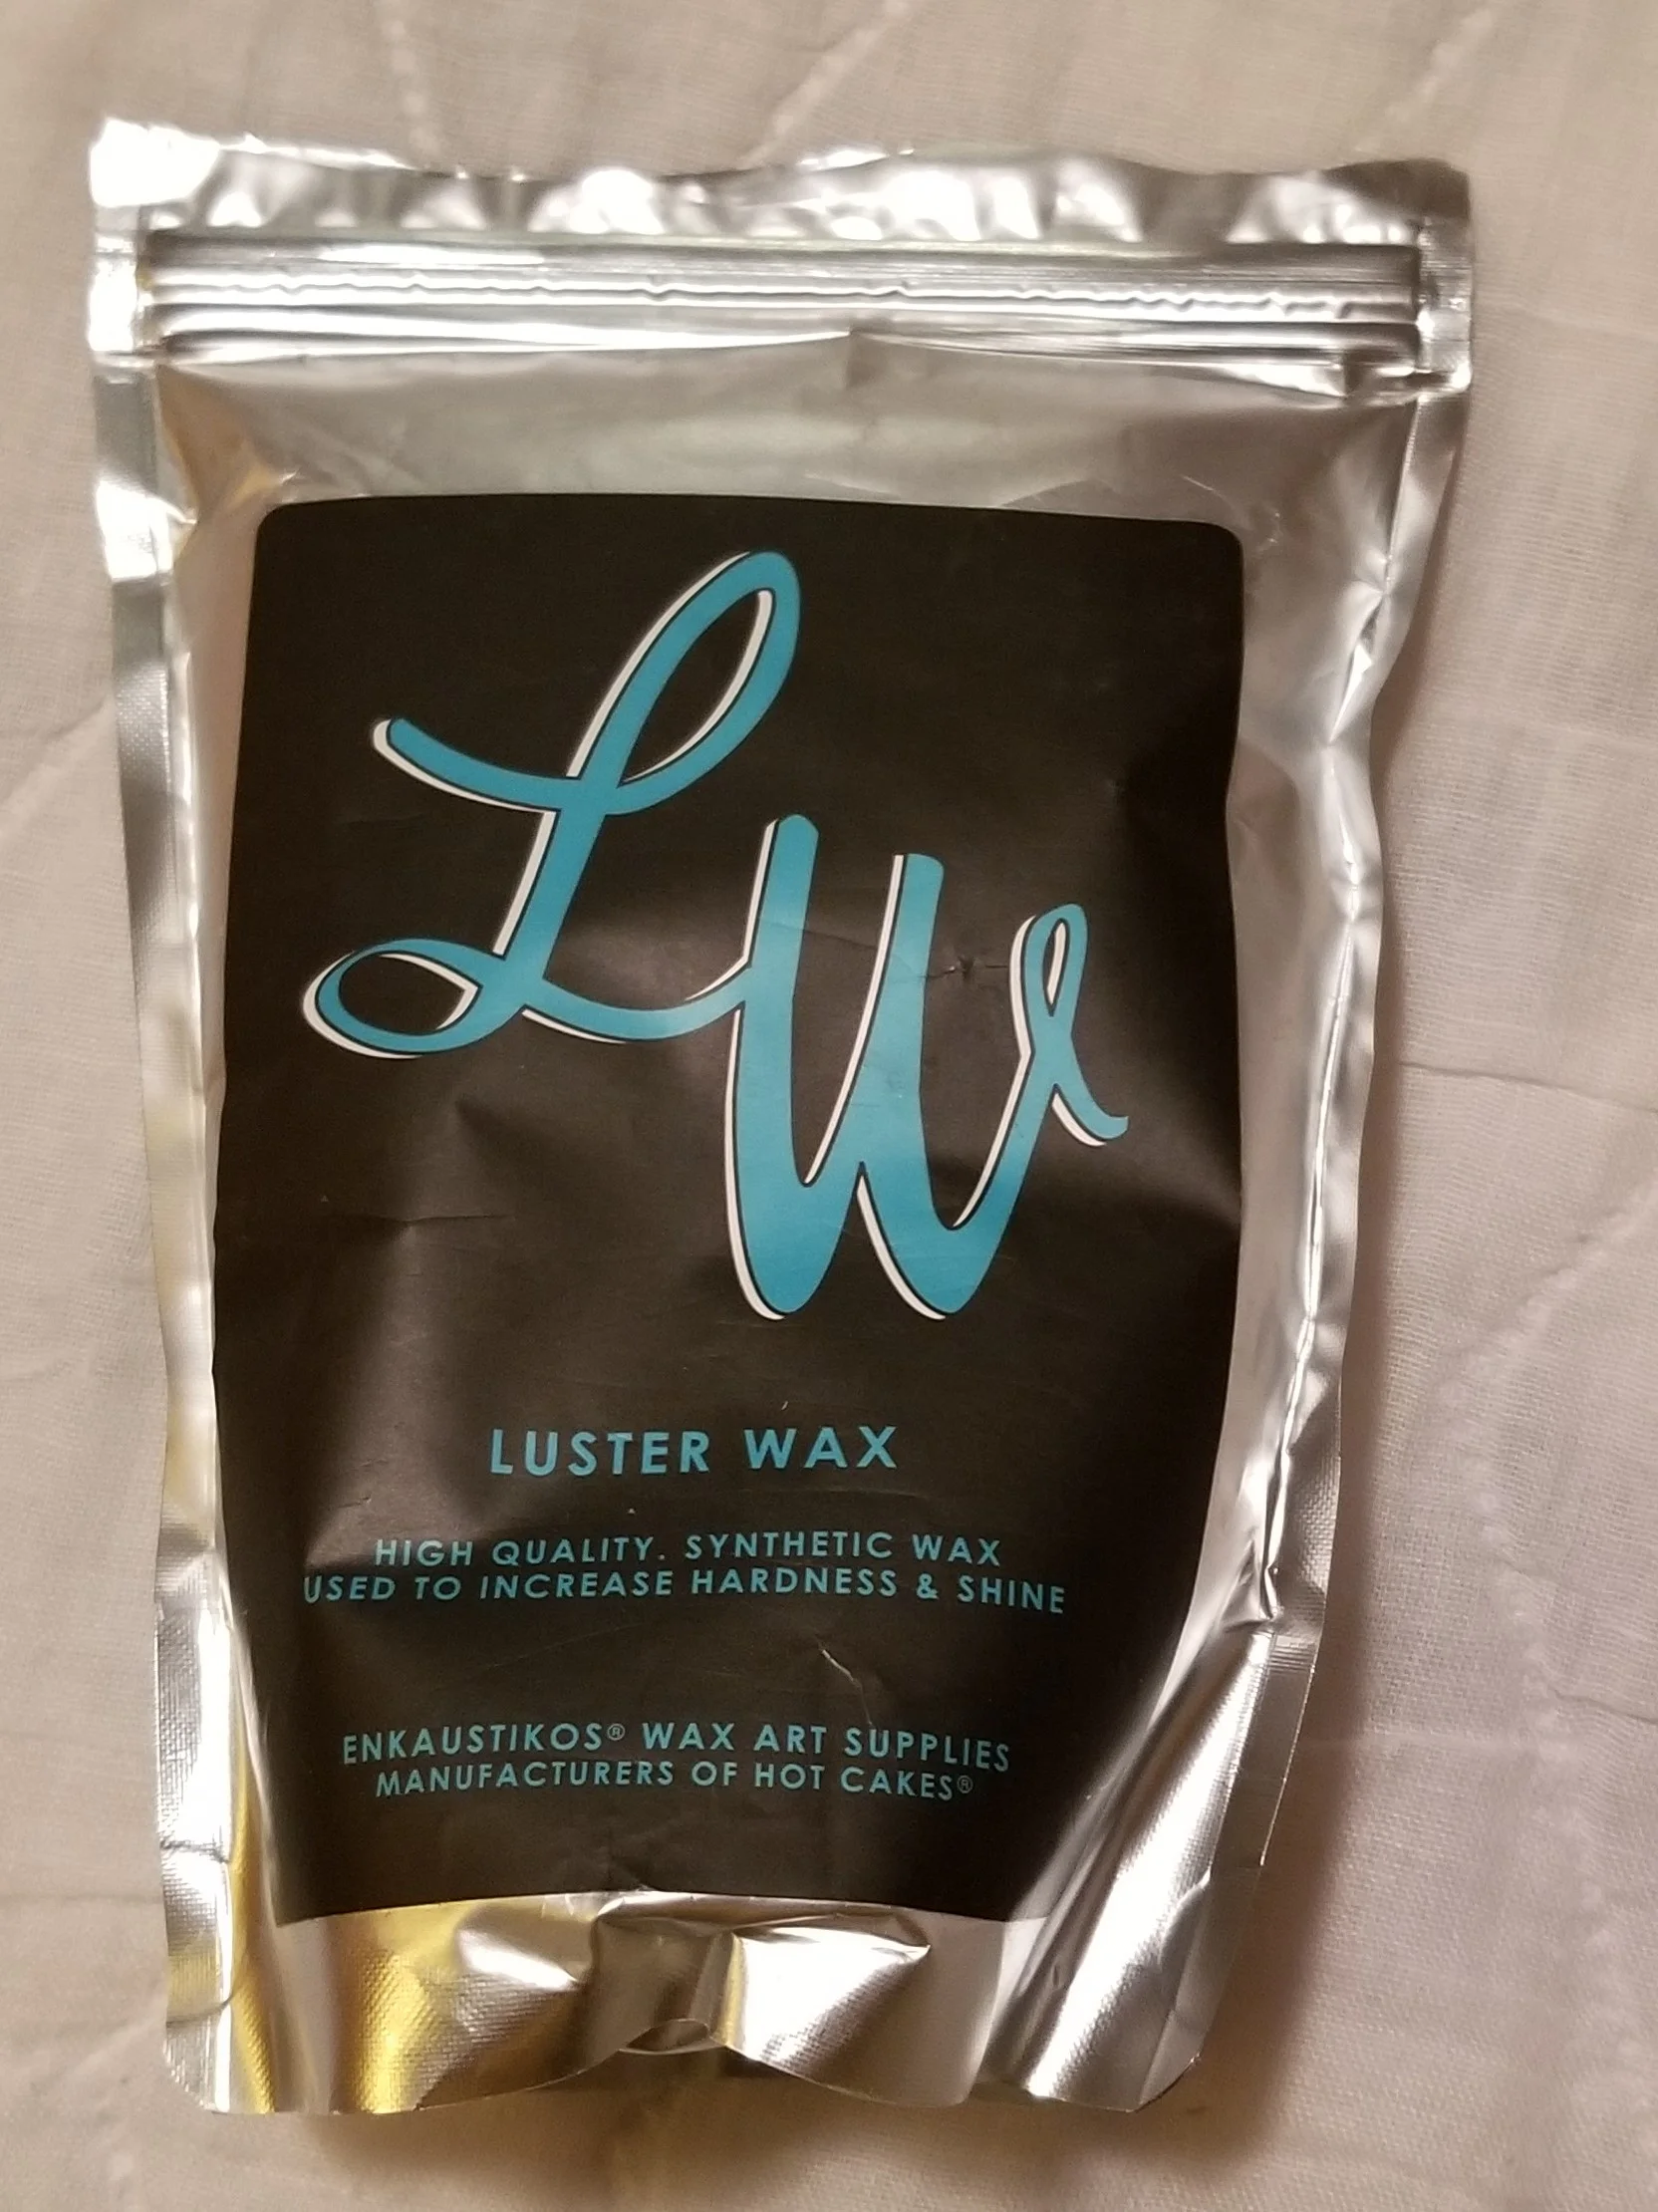 LW
LUSTER WAX
HIGH QUALITY. SYNTHETIC WAX
USED TO INCREASE HARDNESS & SHINE
ENKAUSTIKOS® WAX ART SUPPLIES
MANUFACTURERS OF HOT CAKES®